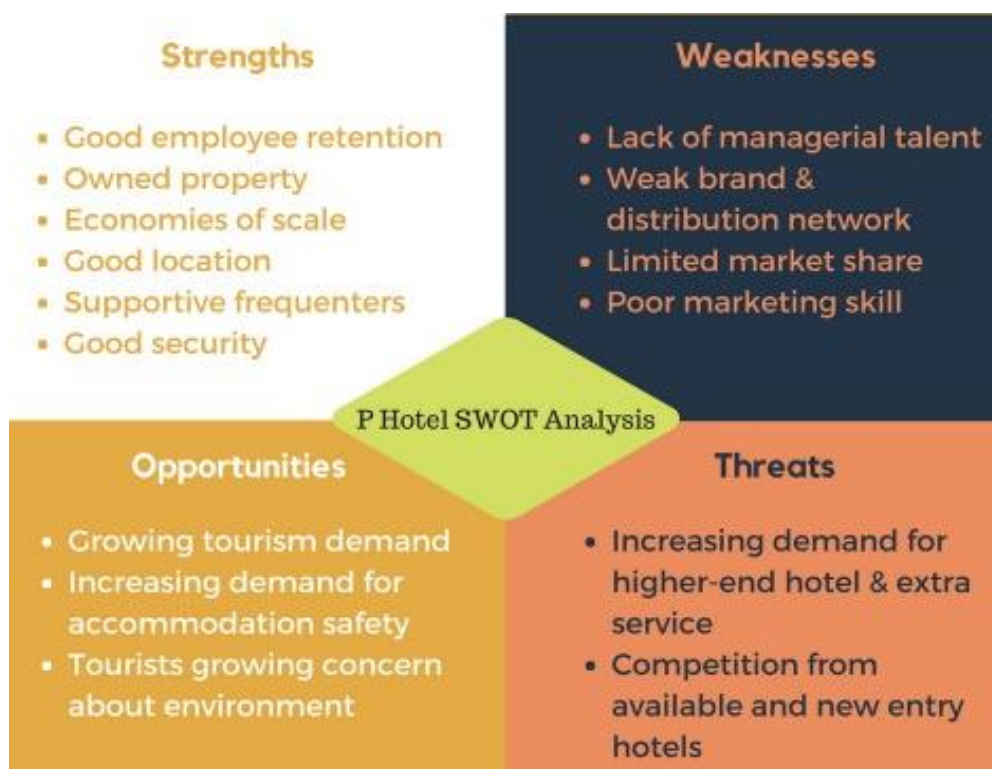 Strengths
• Good employee retention
• Owned property
• Economies of scale
• Good location
• Supportive frequenters
• Good security
Weaknesses
• Lack of managerial talent
• Weak brand &
distribution network
• Limited market share
• Poor marketing skill
P Hotel SWOT Analysis
Opportunities
• Growing tourism demand
• Increasing demand for
accommodation safety
• Tourists growing concern
about environment
Threats
• Increasing demand for
higher-end hotel & extra
service
• Competition from
available and new entry
hotels